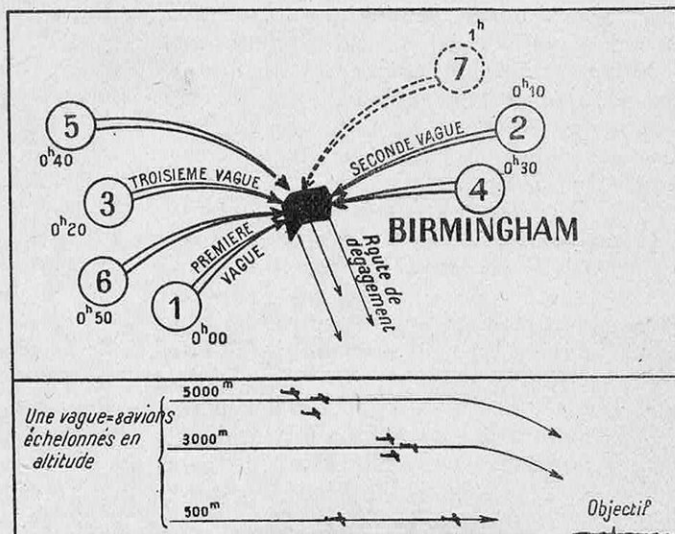 1h
7
0h10
5
SECONDE VAGUE
2
0h40
0h30
TROISIEME VAGUE
3
4
BIRMINGHAM
0h20
PREMIERE
VAGUE
6
Route de
dégagement
0h50
1
0h00
5000m
Une vague=8avions
échelonnés en
altitude
3000m
500m
Objectif